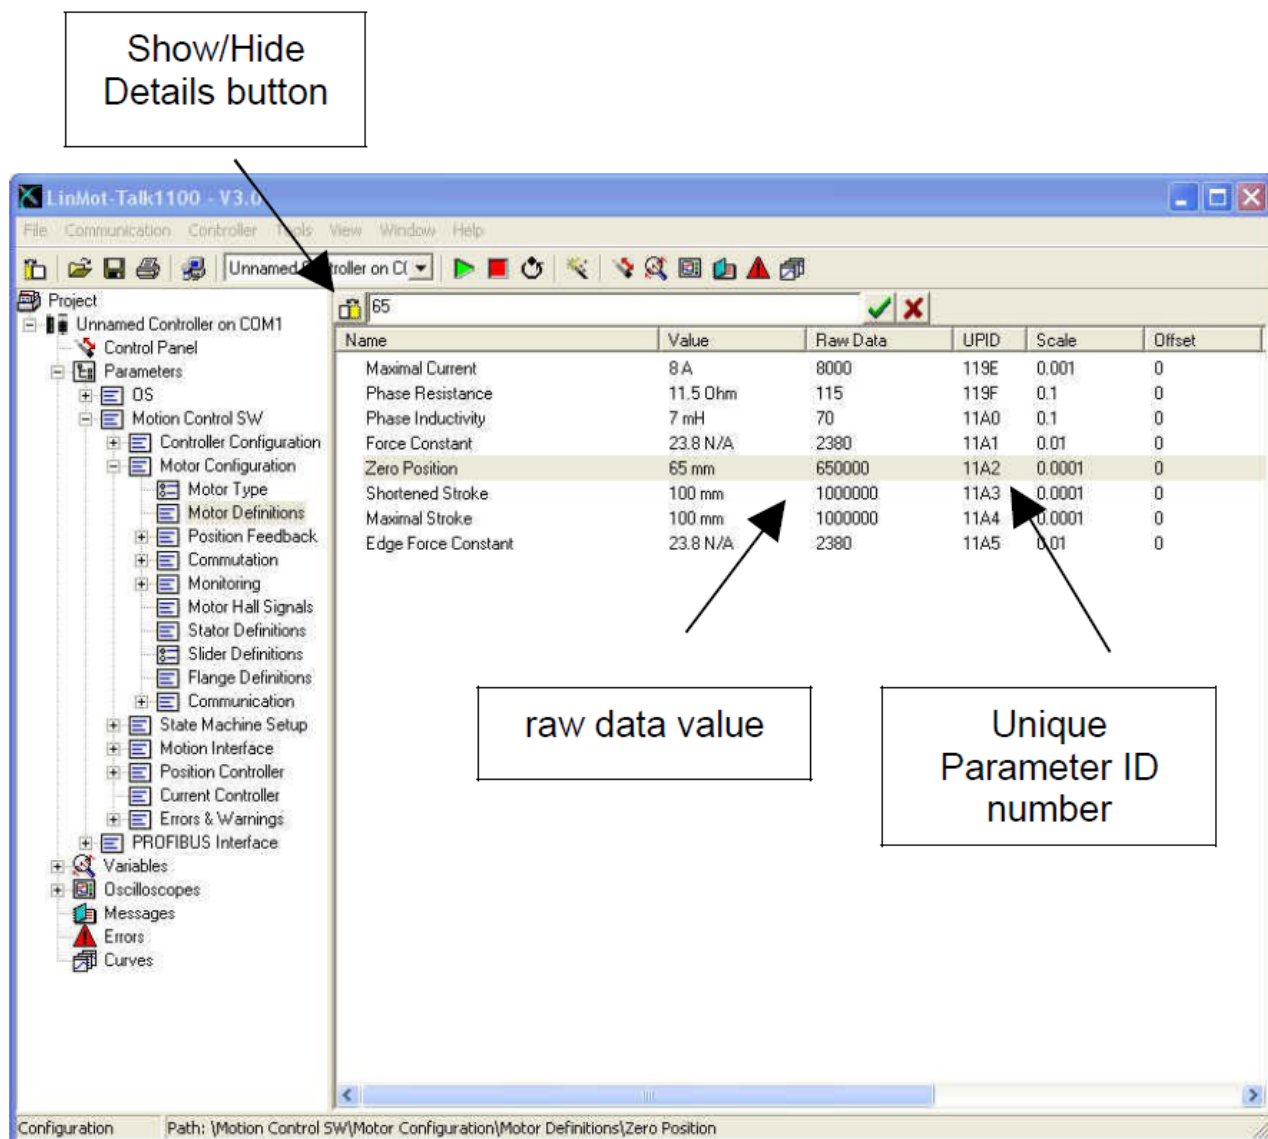 Show/Hide
Details button
LinMot-Talk1100 - V3.0
File Communication Controller Tools View Window Help
Unnamed Controller on C
Project
Unnamed Controller on COM1
Control Panel
Parameters
OS
Motion Control SW
Controller Configuration
Motor Configuration
Motor Type
Motor Definitions
Position Feedback
Commutation
Monitoring
Motor Hall Signals
Stator Definitions
Slider Definitions
Flange Definitions
Communication
State Machine Setup
Motion Interface
Position Controller
Current Controller
Errors & Warnings
PROFIBUS Interface
Variables
Oscilloscopes
Messages
Errors
Curves
65
Name Value Raw Data UPID Scale Offset
Maximal Current 8 A 8000 119E 0.001 0
Phase Resistance 11.5 Ohm 115 119F 0.1 0
Phase Inductivity 7 mH 70 11A0 0.1 0
Force Constant 23.8 N/A 2380 11A1 0.01 0
Zero Position 65 mm 650000 11A2 0.0001 0
Shortened Stroke 100 mm 1000000 11A3 0.0001 0
Maximal Stroke 100 mm 1000000 11A4 0.0001 0
Edge Force Constant 23.8 N/A 2380 11A5 0.01 0
raw data value
Unique
Parameter ID
number
Configuration Path: \Motion Control SW\Motor Configuration\Motor Definitions\Zero Position